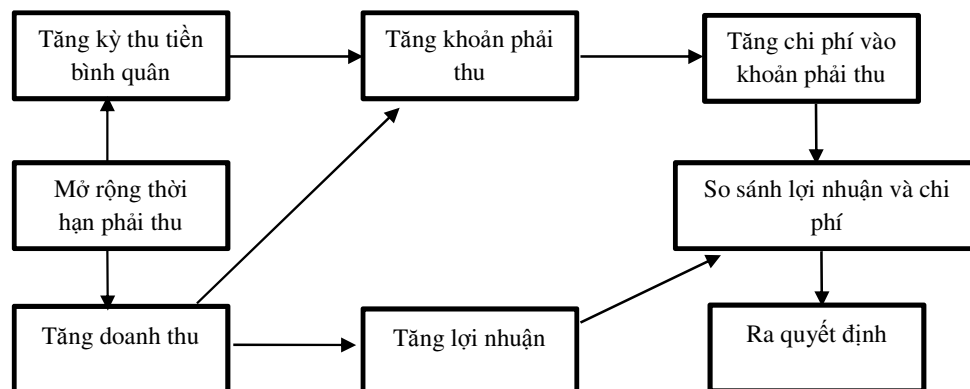 Tăng kỳ thu tiền
bình quân
Tăng khoản phải
thu
Tăng chi phí vào
khoản phải thu
Mở rộng thời
hạn phải thu
So sánh lợi nhuận và chi
phí
Tăng doanh thu
Tăng lợi nhuận
Ra quyết định